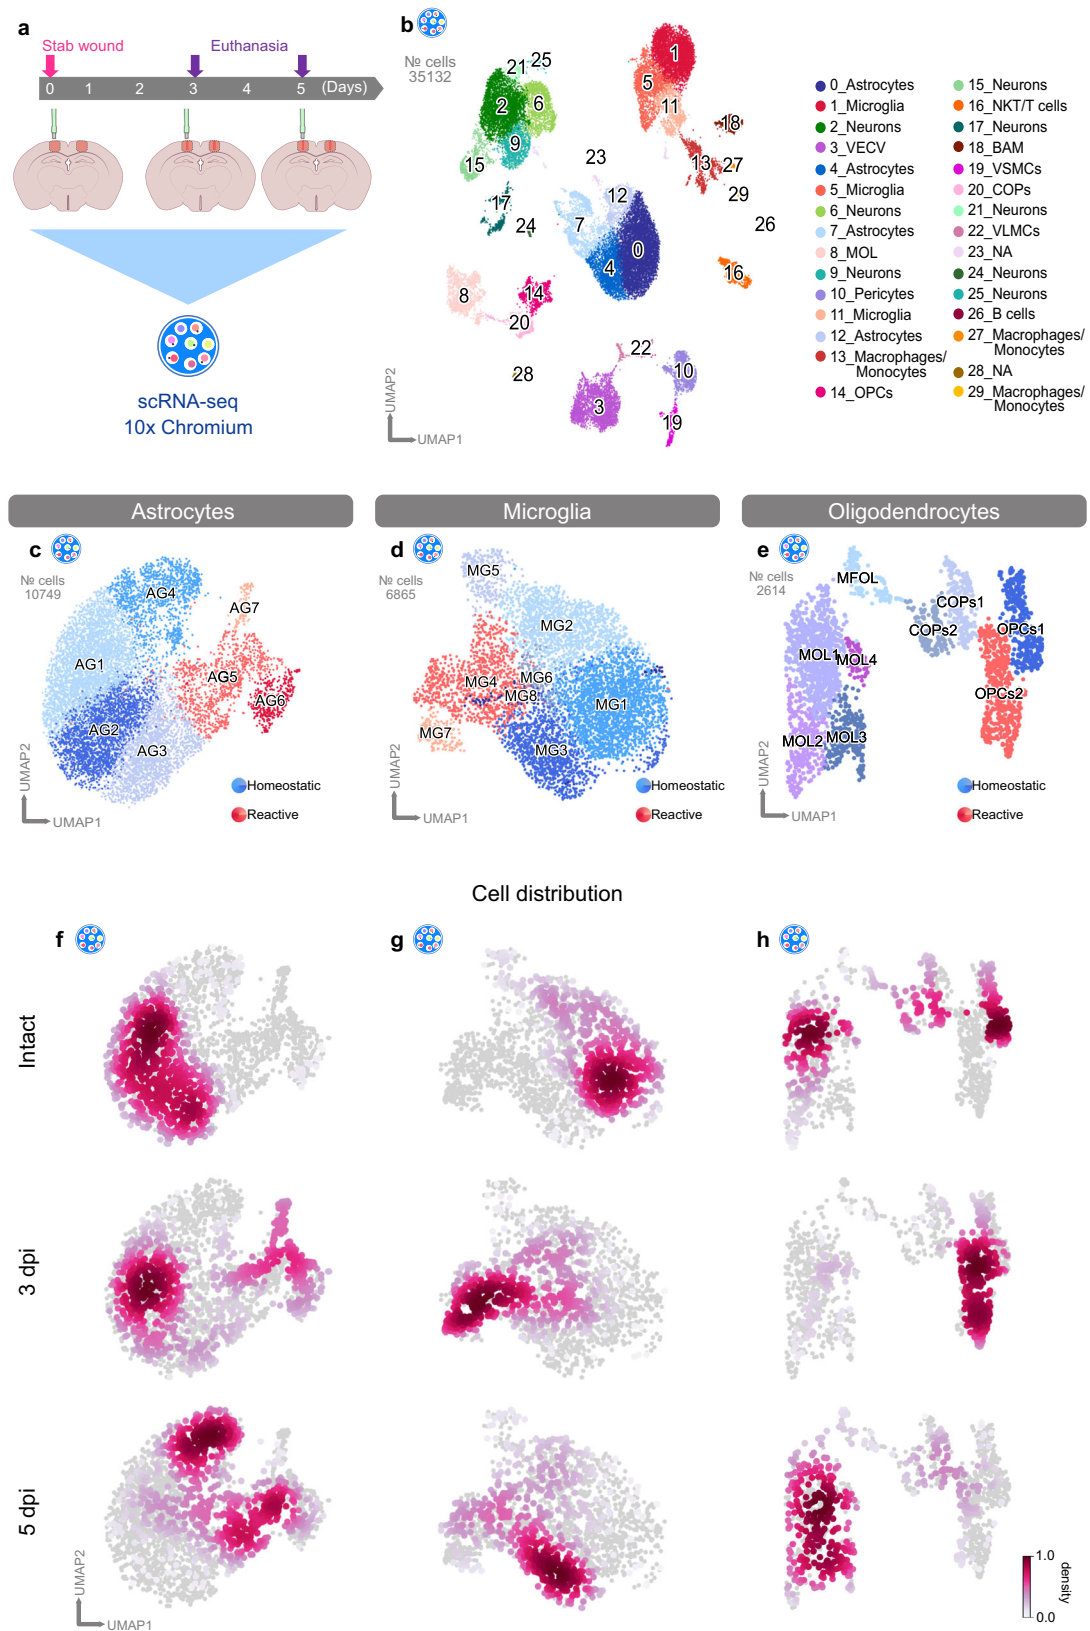 a
Stab wound
Euthanasia
0 1 2 3 4 5 (Days)
scRNA-seq
10x Chromium
b
№ cells
35132
1
5
11
21
25
2
6
9
15
18
13
27
29
23
12
17
24
7
26
0
4
16
8
14
20
22
28
10
3
19
UMAP2
UMAP1
0_Astrocytes
1_Microglia
2_Neurons
3_VECV
4_Astrocytes
5_Microglia
6_Neurons
7_Astrocytes
8_MOL
9_Neurons
10_Pericytes
11_Microglia
12_Astrocytes
13_Macrophages/
Monocytes
14_OPCs
15_Neurons
16_NKT/T cells
17_Neurons
18_BAM
19_VSMCs
20_COPs
21_Neurons
22_VLMCs
23_NA
24_Neurons
25_Neurons
26_B cells
27_Macrophages/
Monocytes
28_NA
29_Macrophages/
Monocytes
Astrocytes
c
№ cells
10749
AG4
AG7
AG1
AG5
AG6
AG2
AG3
UMAP2
UMAP1
Homeostatic
Reactive
Microglia
d
№ cells
6865
MG5
MG2
MG4
MG6
MG8
MG1
MG7
MG3
UMAP2
UMAP1
Homeostatic
Reactive
Oligodendrocytes
e
№ cells
2614
MFOL
COPs1
COPs2
OPCs1
MOL1
MOL4
OPCs2
MOL2
MOL3
UMAP2
UMAP1
Homeostatic
Reactive
Cell distribution
f
g
h
Intact
3 dpi
5 dpi
UMAP2
UMAP1
1.0
0.0
density